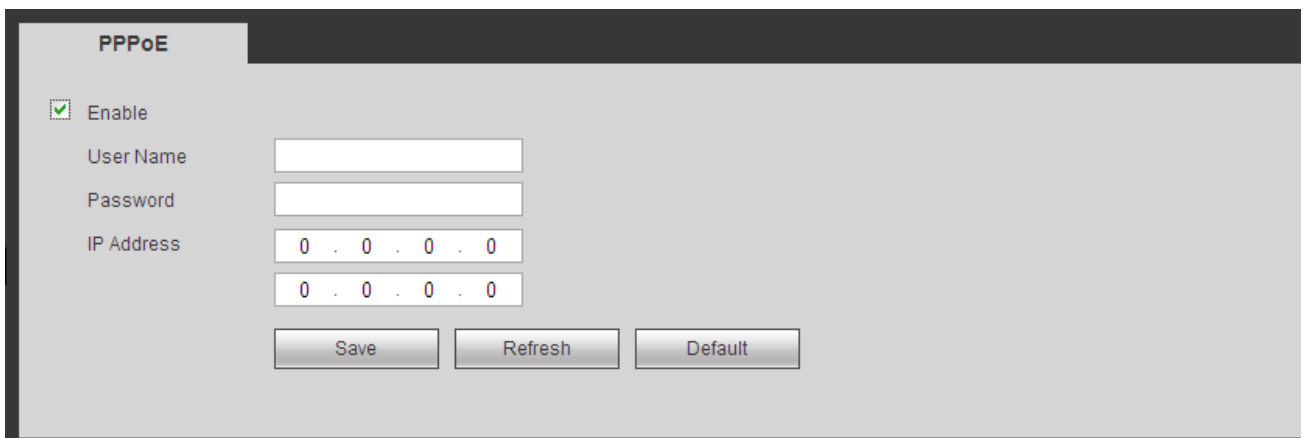 PPPoE
Enable
User Name
Password
IP Address 0 . 0 . 0 . 0
0 . 0 . 0 . 0
Save Refresh Default